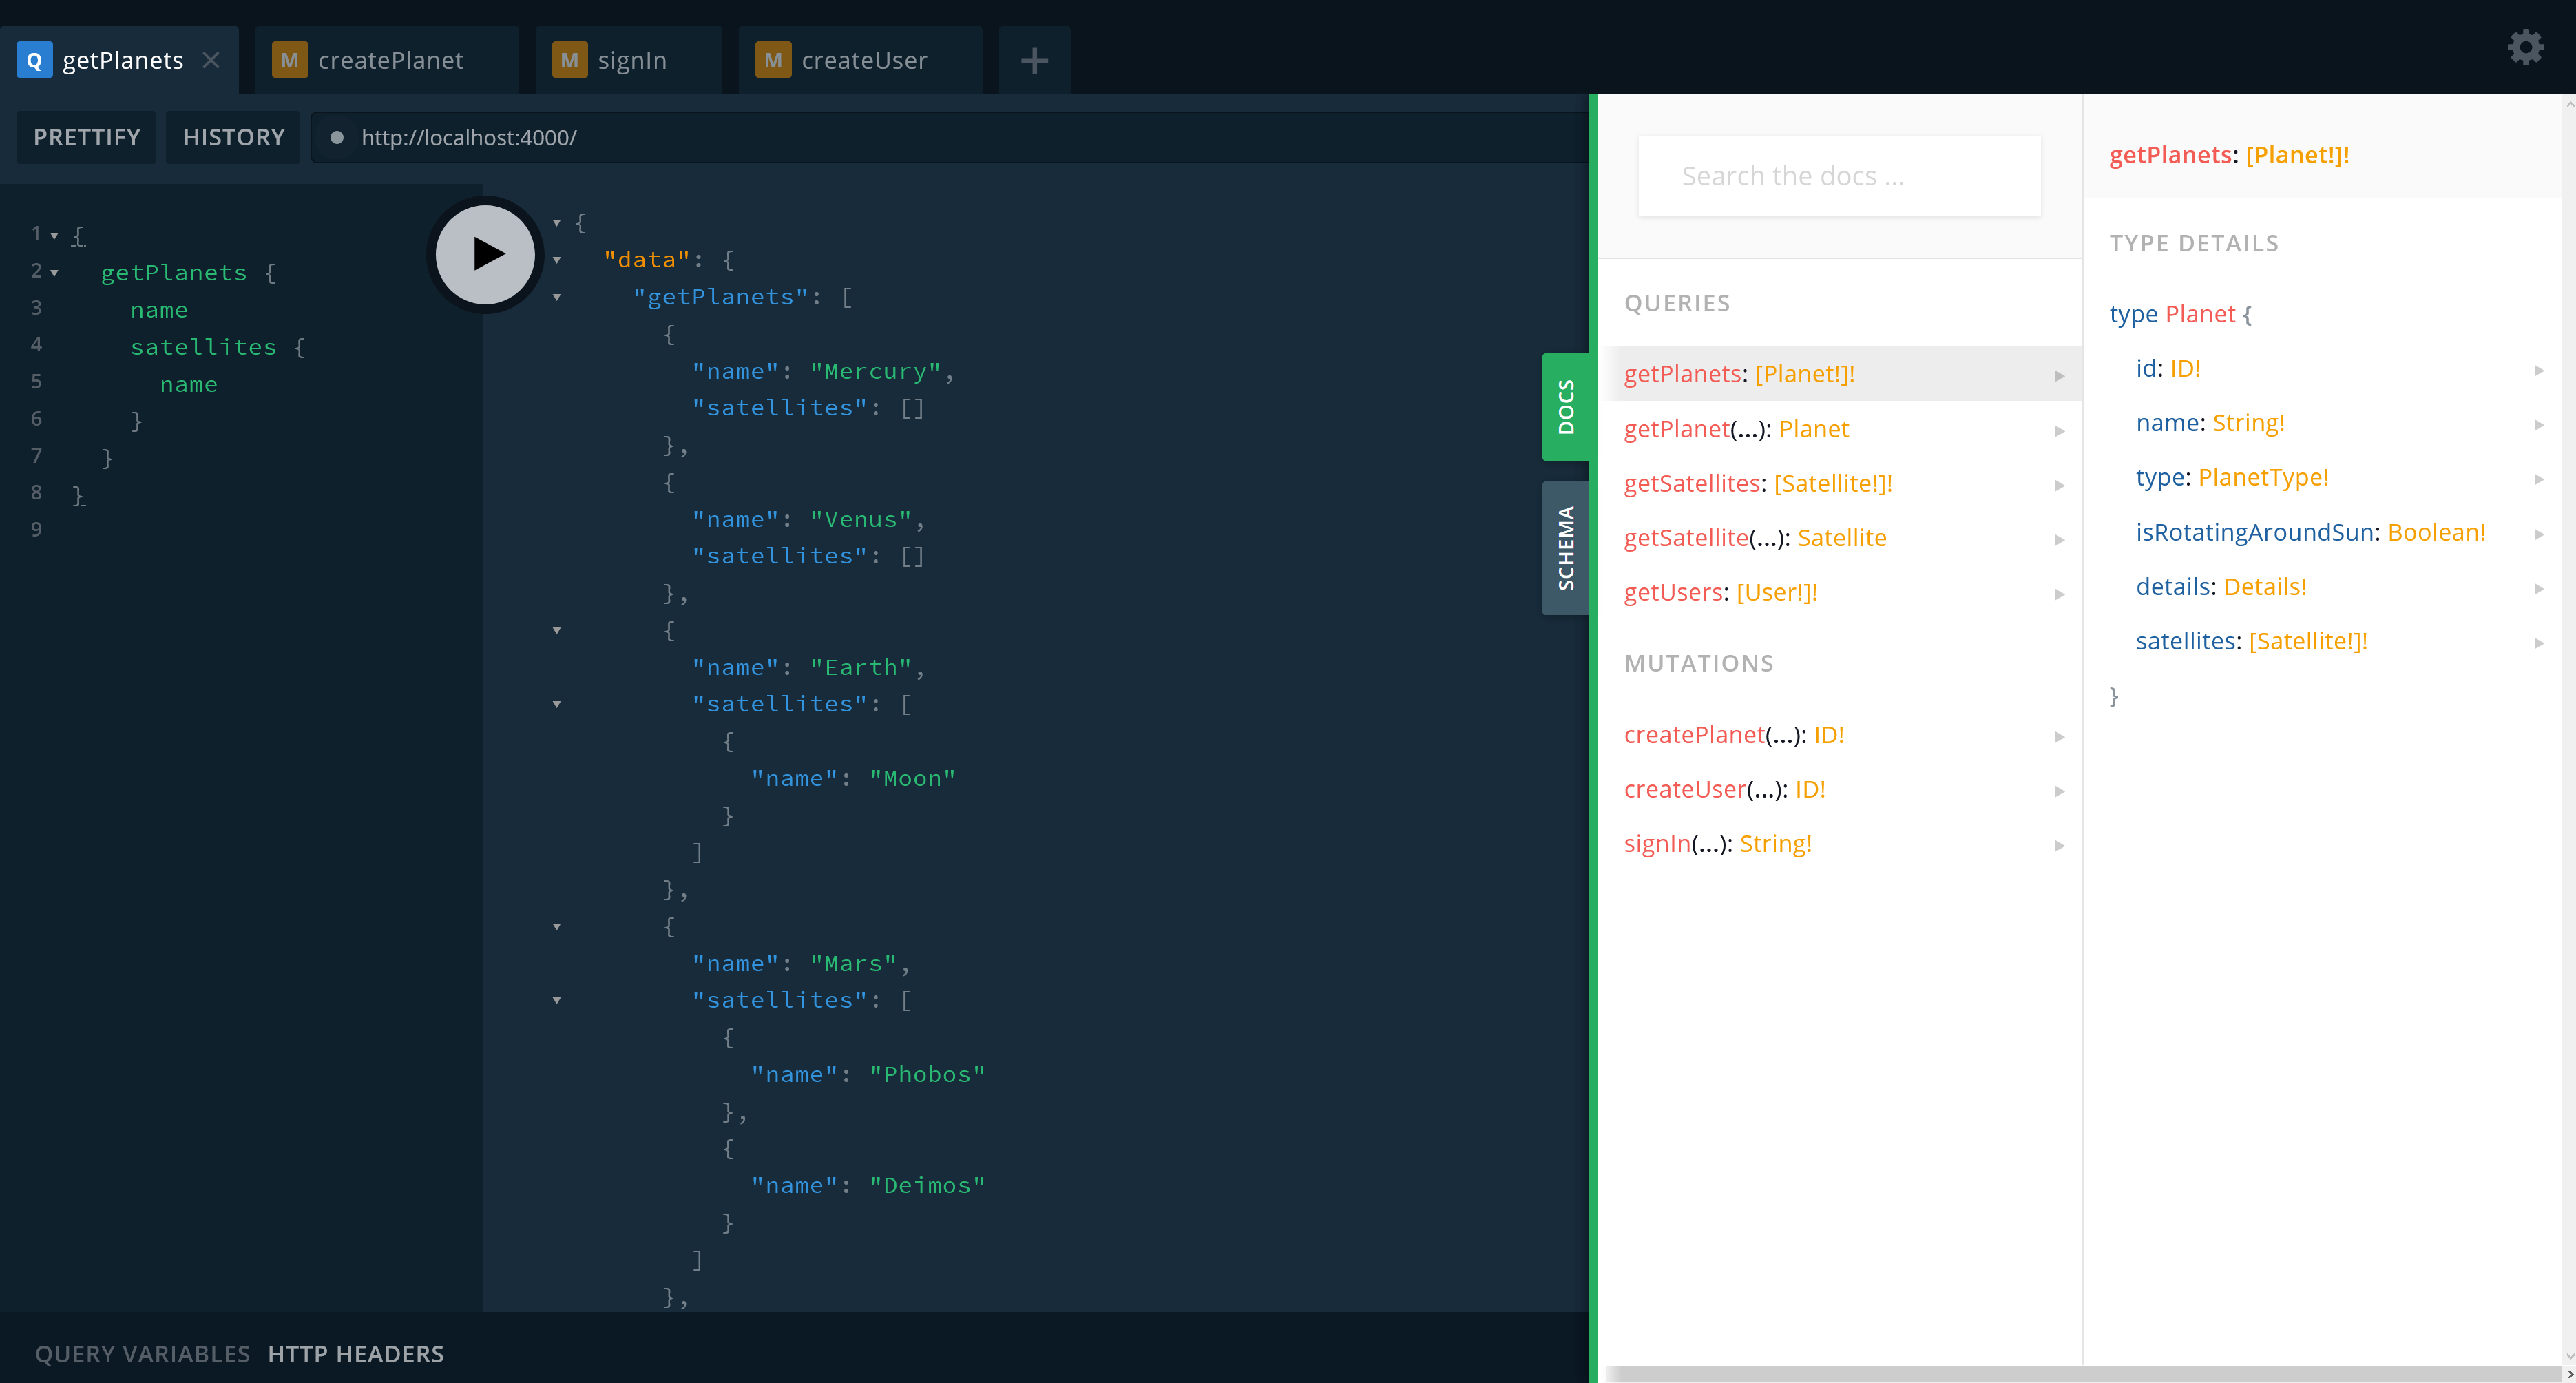 Q getPlanets
M createPlanet
M signIn
M createUser
PRETTIFY
HISTORY
http://localhost:4000/
1 {
2 getPlanets {
3 name
4 satellites {
5 name
6 }
7 }
8 }
9
{
"data": {
"getPlanets": [
{
"name": "Mercury",
"satellites": []
},
{
"name": "Venus",
"satellites": []
},
{
"name": "Earth",
"satellites": [
{
"name": "Moon"
}
]
},
{
"name": "Mars",
"satellites": [
{
"name": "Phobos"
},
{
"name": "Deimos"
}
]
},
QUERY VARIABLES
HTTP HEADERS
DOCS
SCHEMA
Search the docs ...
QUERIES
getPlanets: [Planet!]!
getPlanet(...): Planet
getSatellites: [Satellite!]!
getSatellite(...): Satellite
getUsers: [User!]!
MUTATIONS
createPlanet(...): ID!
createUser(...): ID!
signIn(...): String!
getPlanets: [Planet!]!
TYPE DETAILS
type Planet {
id: ID!
name: String!
type: PlanetType!
isRotatingAroundSun: Boolean!
details: Details!
satellites: [Satellite!]!
}